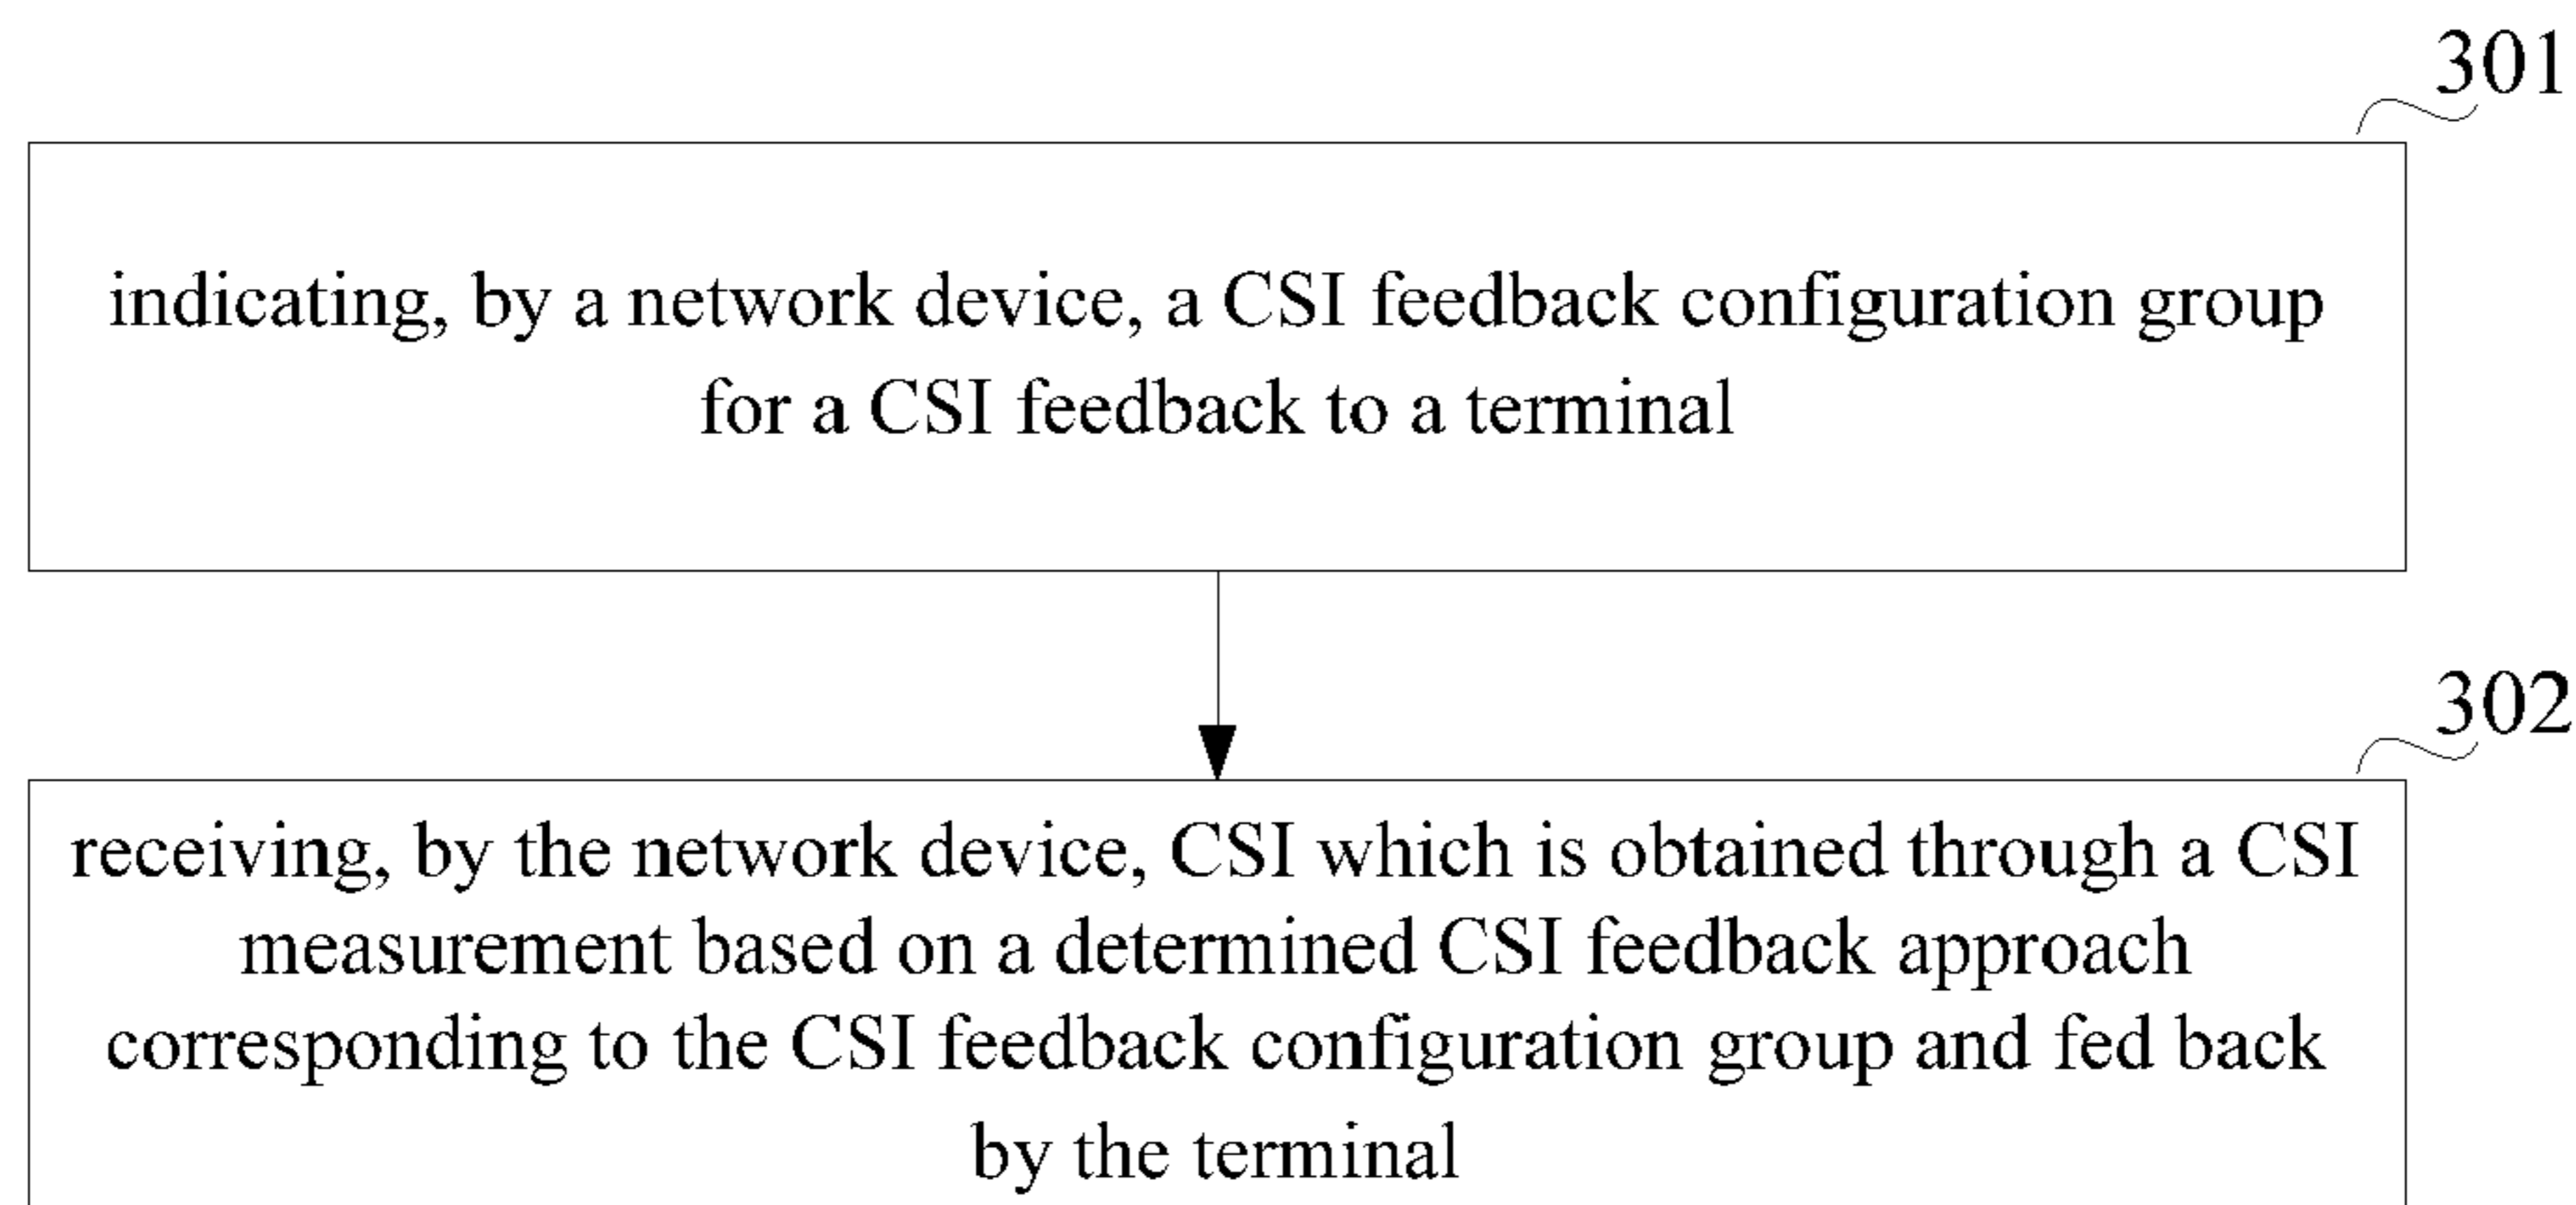 301
indicating, by a network device, a CSI feedback configuration group
for a CSI feedback to a terminal
302
receiving, by the network device, CSI which is obtained through a CSI
measurement based on a determined CSI feedback approach
corresponding to the CSI feedback configuration group and fed back
by the terminal